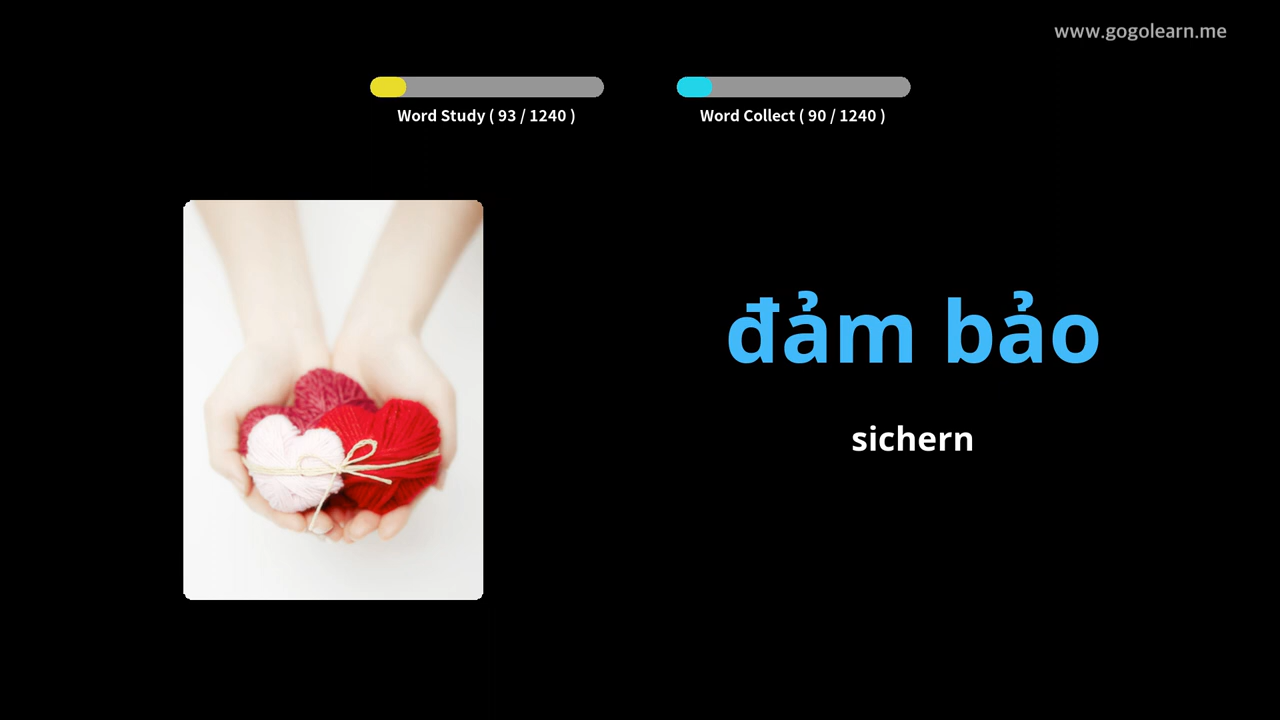 www.gogolearn.me
Word Study ( 93 / 1240 )
Word Collect ( 90 / 1240 )
đảm bảo
sichern